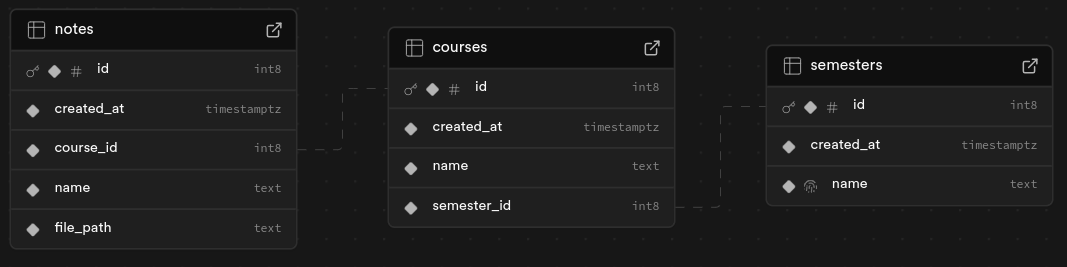 notes
# id int8
created_at timestamptz
course_id int8
name text
file_path text
courses
# id int8
created_at timestamptz
name text
semester_id int8
semesters
# id int8
created_at timestamptz
name text